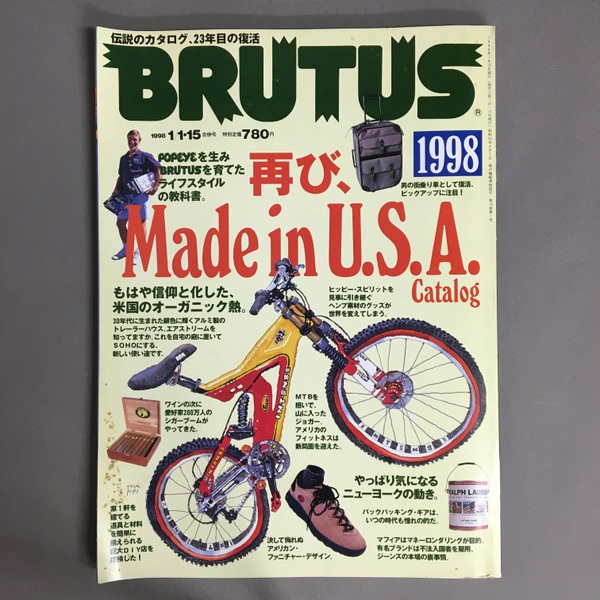 伝説のカタログ、23年目の復活
BRUTUS
®
1998 1/1・15 合併号 特別定価780円
1998
POPEYEを生み
BRUTUSを育てた
ライフスタイル
の教科書。
再び、
男の街乗り車として復活、
ピックアップに注目!
Made in U.S.A.
Catalog
もはや信仰と化した、
米国のオーガニック熱。
30年代に生まれた銀色に輝くアルミ製の
トレーラーハウス、エアストリームを
知ってますか。これを自宅の庭に置いて
SOHOにする。
新しい使い道です。
ヒッピー・スピリットを
見事に引き継ぐ
ヘンプ素材のグッズが
世界を変えてしまう。
ワインの次に
愛好家200万人の
シガーブームが
やってきた。
MTBを
担いで、
山に入った
ジョガー。
アメリカの
フィットネスは
新局面を迎えた。
INTENSE
やっぱり気になる
ニューヨークの動き。
バックパッキング・ギアは、
いつの時代も憧れの的だ。
RALPH LAUREN
家1軒を
建てる
道具と材料
を簡単に
揃えられる
巨大DIY店を
探検した!
決して侮れぬ
アメリカン・
ファニチャー・デザイン。
マフィアはマネーロンダリングが目的、
有名ブランドは不法入国者を雇用、
ジーンズの本場の裏事情。